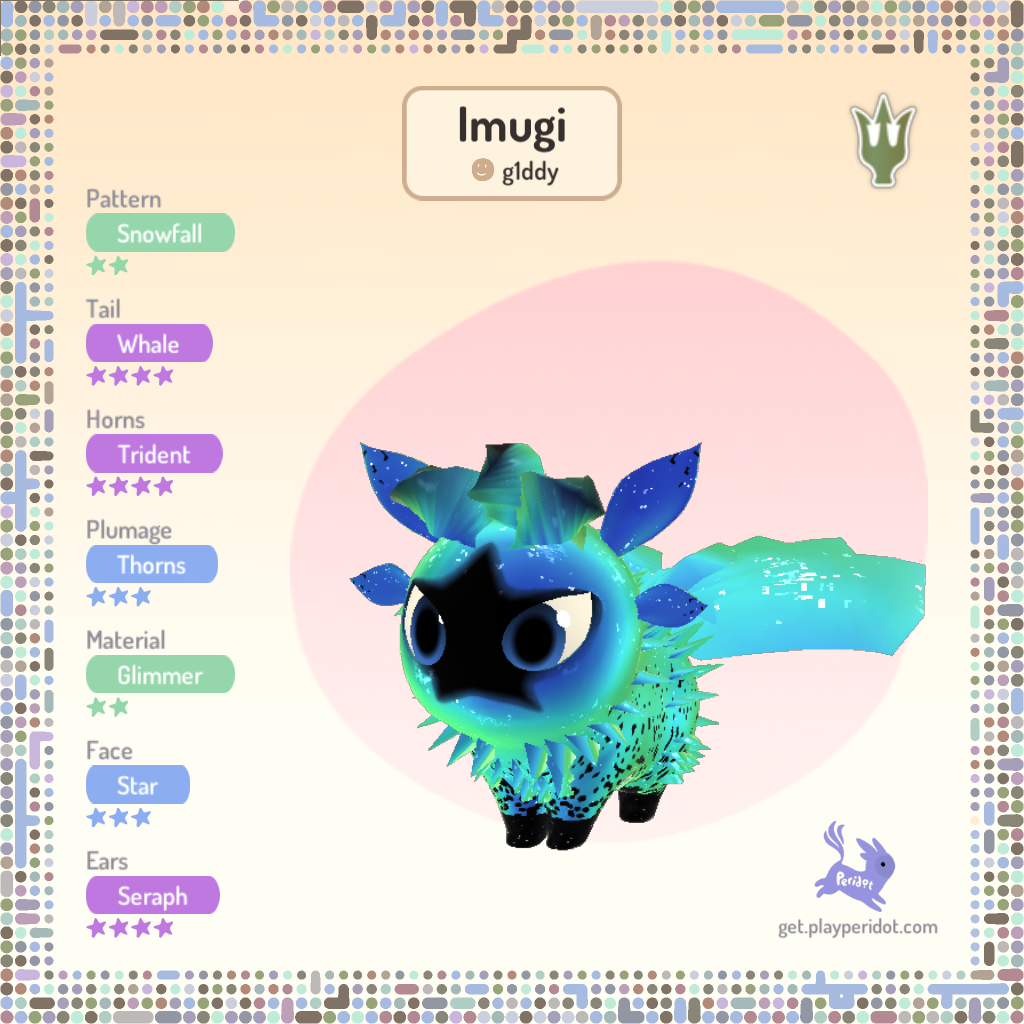 Imugi
g1ddy
Pattern
Snowfall
Tail
Whale
Horns
Trident
Plumage
Thorns
Material
Glimmer
Face
Star
Ears
Seraph
Peridot
get.playperidot.com